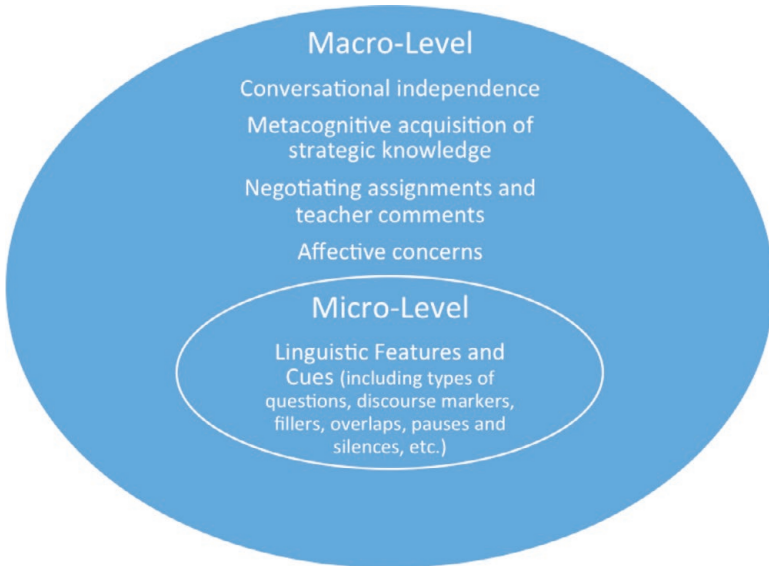 Macro-Level
Conversational independence
Metacognitive acquisition of
strategic knowledge
Negotiating assignments and
teacher comments
Affective concerns
Micro-Level
Linguistic Features and
Cues (including types of
questions, discourse markers,
fillers, overlaps, pauses and
silences, etc.)